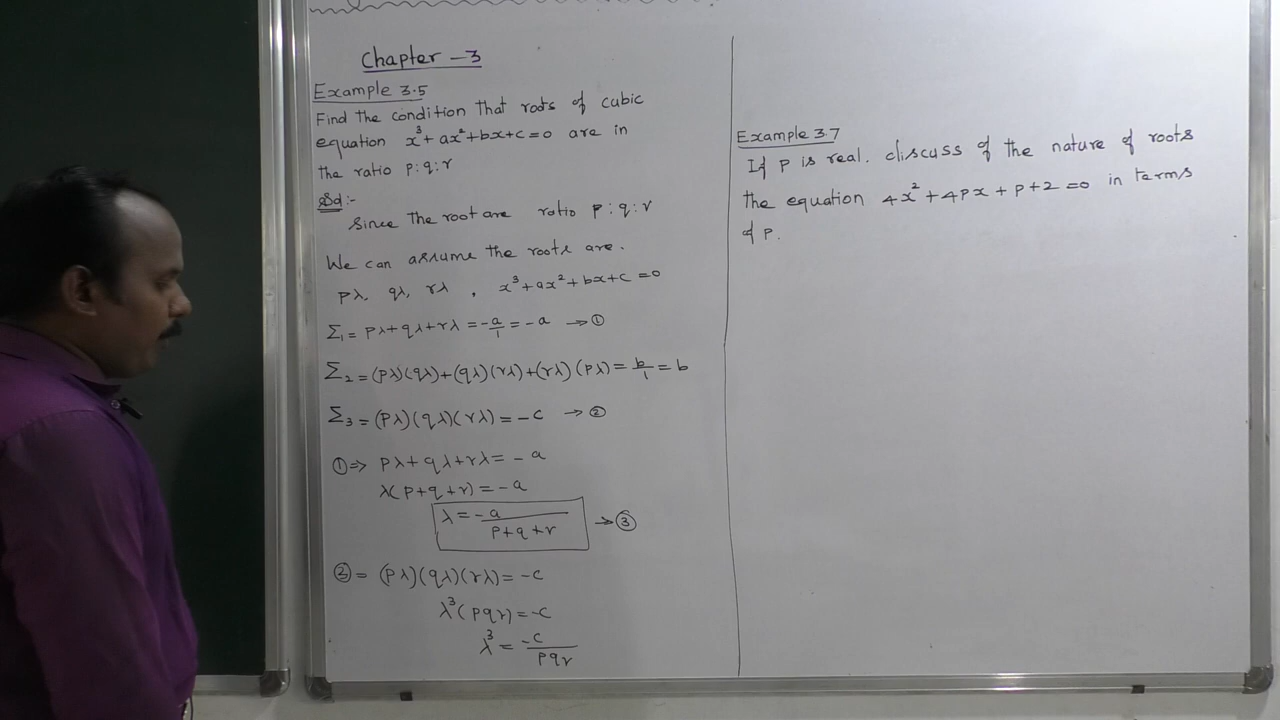 Chapter - 3
Example 3.5
Find the condition that roots of cubic
equation x³+ax²+bx+c=0 are in
the ratio p:q:r
Sol:-
Since the root are ratio p:q:r
We can assume the roots are.
pλ, qλ, rλ , x³+ax²+bx+c=0
Σ₁=pλ+qλ+rλ=-a/1=-a →①
Σ₂=(pλ)(qλ)+(qλ)(rλ)+(rλ)(pλ)=b/1=b
Σ₃=(pλ)(qλ)(rλ)=-c →②
①⇒ pλ+qλ+rλ=-a
λ(p+q+r)=-a
λ=-a/p+q+r →③
②= (pλ)(qλ)(rλ)=-c
λ³(pqr)=-c
λ³=-c/pqr
Example 3.7
If p is real. discuss of the nature of roots
the equation 4x²+4px+p+2=0 in terms
of p.